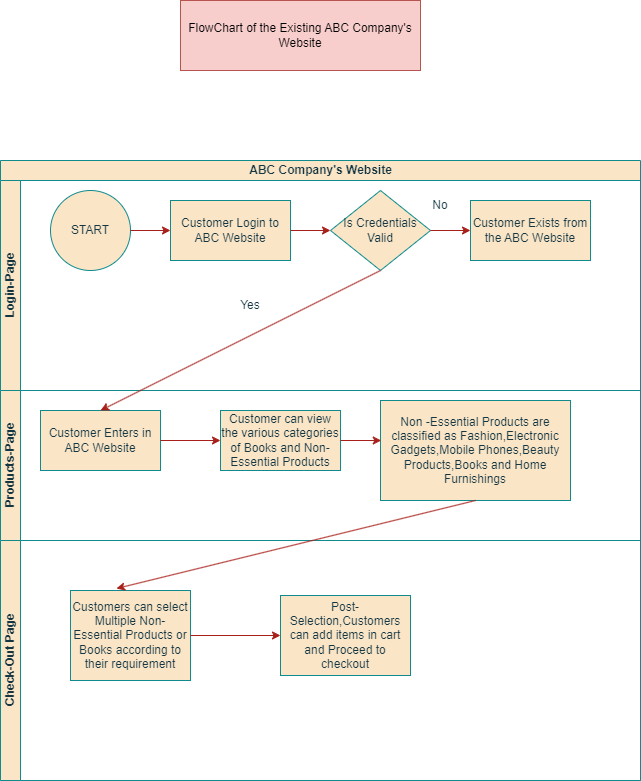 FlowChart of the Existing ABC Company's
Website
ABC Company's Website
Login-Page
START
Customer Login to
ABC Website
Is Credentials
Valid
No
Customer Exists from
the ABC Website
Yes
Products-Page
Customer Enters in
ABC Website
Customer can view
the various categories
of Books and Non-
Essential Products
Non -Essential Products are
classified as Fashion,Electronic
Gadgets,Mobile Phones,Beauty
Products,Books and Home
Furnishings
Check-Out Page
Customers can select
Multiple Non-
Essential Products or
Books according to
their requirement
Post-
Selection,Customers
can add items in cart
and Proceed to
checkout